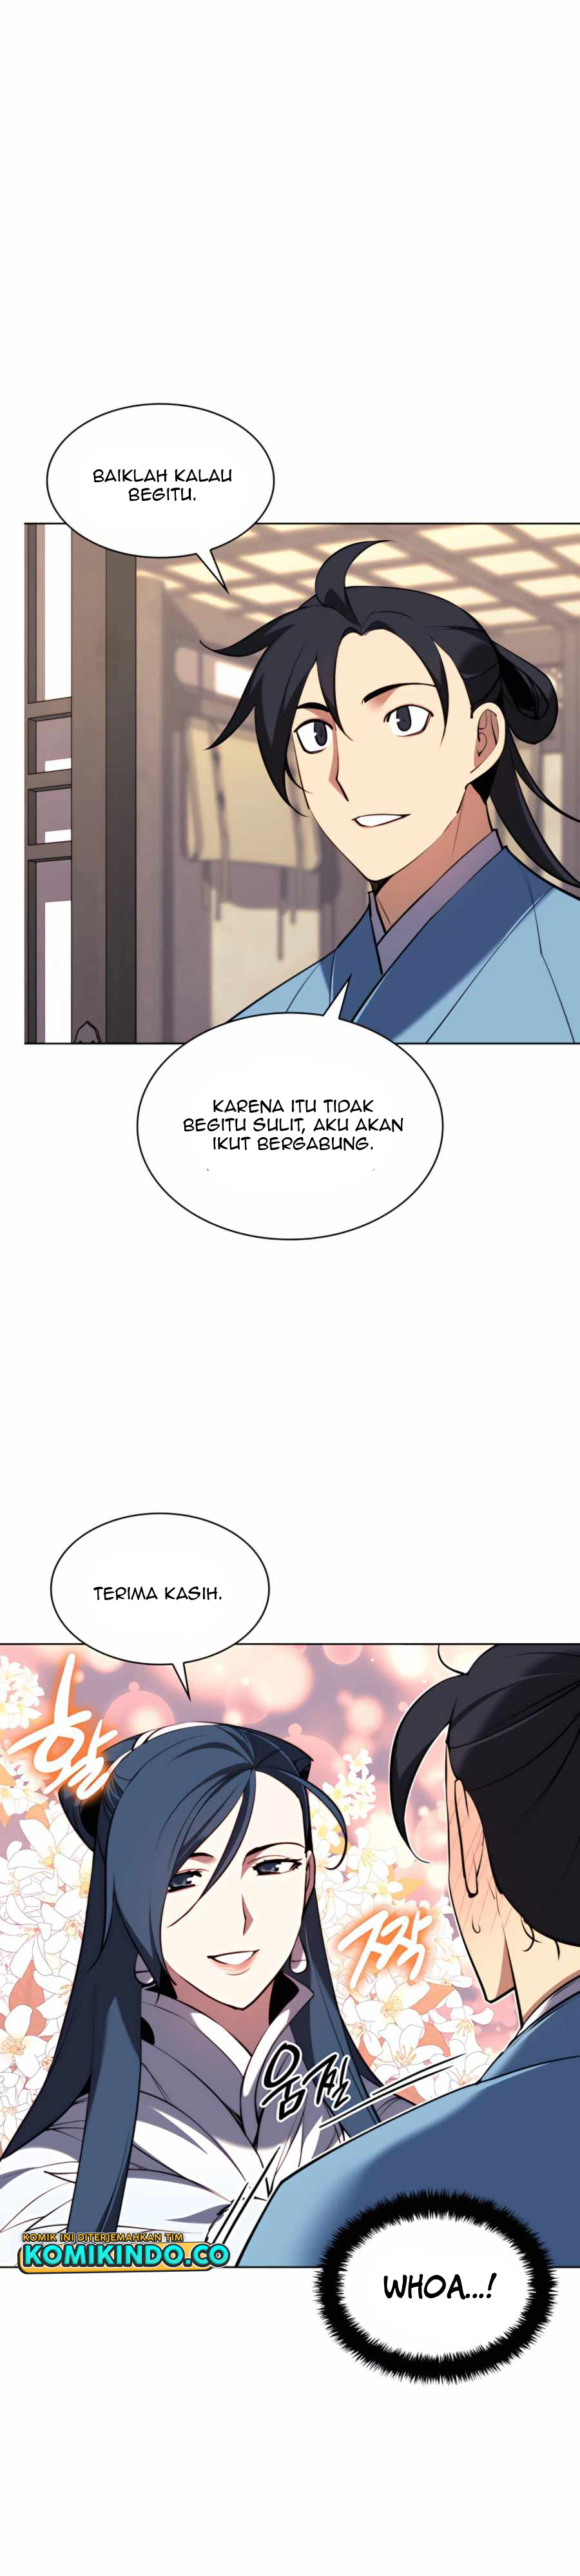 BAIKLAH KALAU
BEGITU.
KARENA ITU TIDAK
BEGITU SULIT, AKU AKAN
IKUT BERGABUNG.
TERIMA KASIH.
활
짝
움찔
KOMIK INI DITERJEMAHKAN TIM
KOMIKINDO.CO
WHOA...!